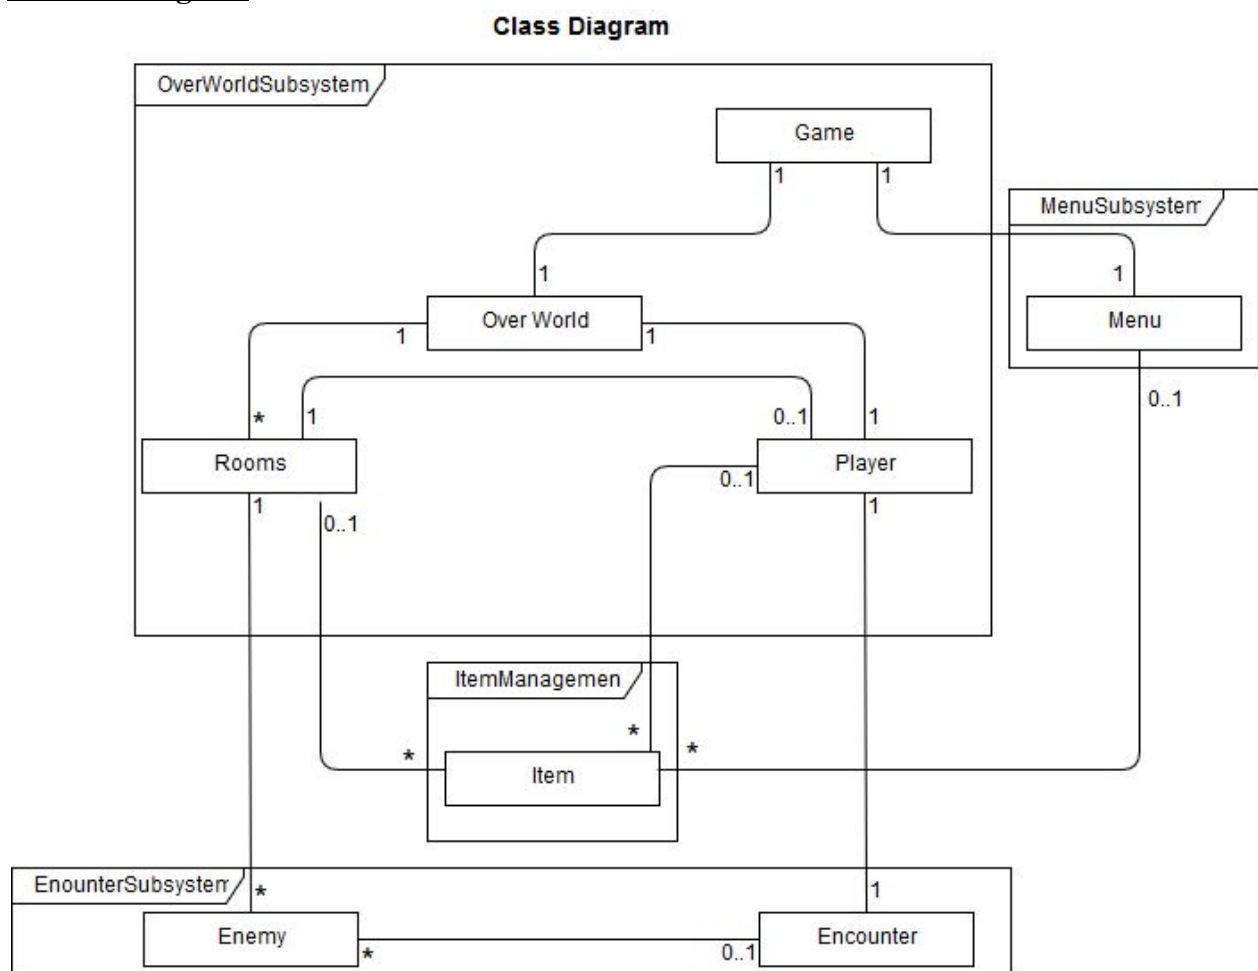 Class Diagram
OverWorldSubsystem
Game
1
1
MenuSubsystem
1
1
Over World
Menu
1
1
0..1
*
1
0..1
1
Rooms
Player
1
0..1
0..1
1
ItemManagemen
*
*
*
Item
EnounterSubsystem
*
1
Enemy
Encounter
*
0..1